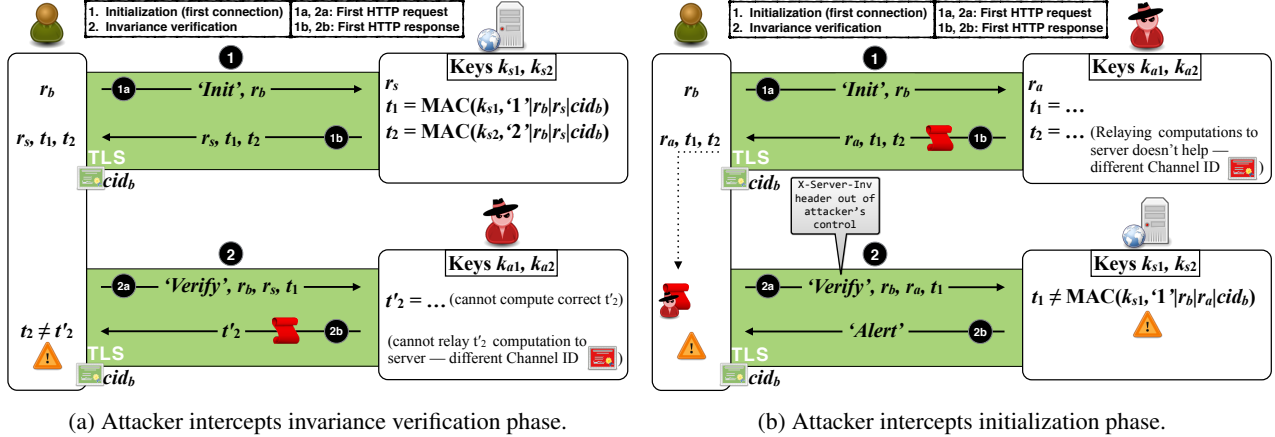 1. Initialization (first connection)
2. Invariance verification
1a, 2a: First HTTP request
1b, 2b: First HTTP response
1
Keys k_s1, k_s2
r_b
1a
'Init', r_b
r_s
t_1 = MAC(k_s1,'1'|r_b|r_s|cid_b)
t_2 = MAC(k_s2,'2'|r_b|r_s|cid_b)
r_s, t_1, t_2
r_s, t_1, t_2
1b
TLS
cid_b
2
Keys k_a1, k_a2
2a
'Verify', r_b, r_s, t_1
t'_2 = ... (cannot compute correct t'_2)
t_2 ≠ t'_2
t'_2
2b
(cannot relay t'_2 computation to
server — different Channel ID )
TLS
cid_b
(a) Attacker intercepts invariance verification phase.
1. Initialization (first connection)
2. Invariance verification
1a, 2a: First HTTP request
1b, 2b: First HTTP response
1
Keys k_a1, k_a2
r_b
1a
'Init', r_b
r_a
t_1 = ...
t_2 = ... (Relaying computations to
server doesn't help —
different Channel ID )
r_a, t_1, t_2
r_a, t_1, t_2
1b
TLS
cid_b
X-Server-Inv
header out of
attacker's
control
2
Keys k_s1, k_s2
2a
'Verify', r_b, r_a, t_1
t_1 ≠ MAC(k_s1,'1'|r_b|r_a|cid_b)
'Alert'
2b
TLS
cid_b
(b) Attacker intercepts initialization phase.